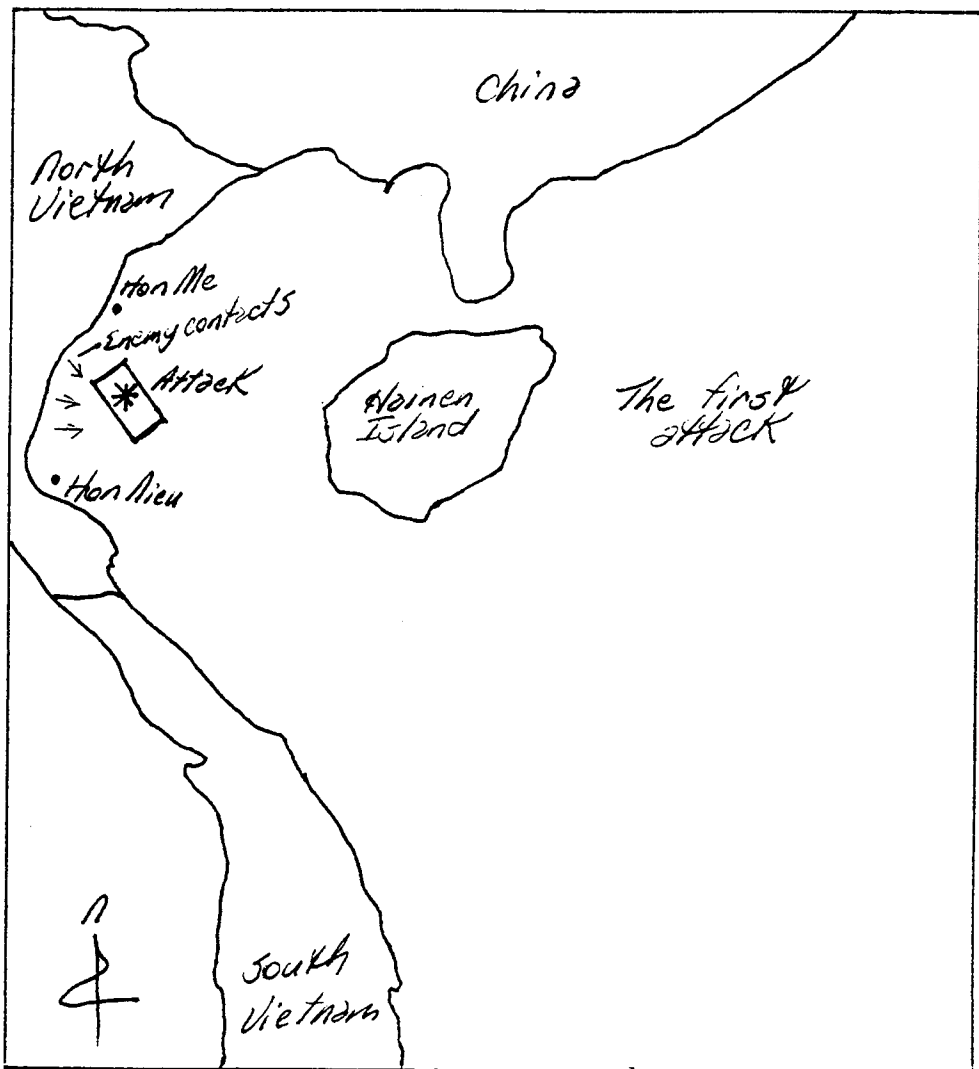 China
North
Vietnam
Hon Me
Enemy contacts
Attack
Hainen
Island
The first
attack
Hon Nieu
N
South
Vietnam